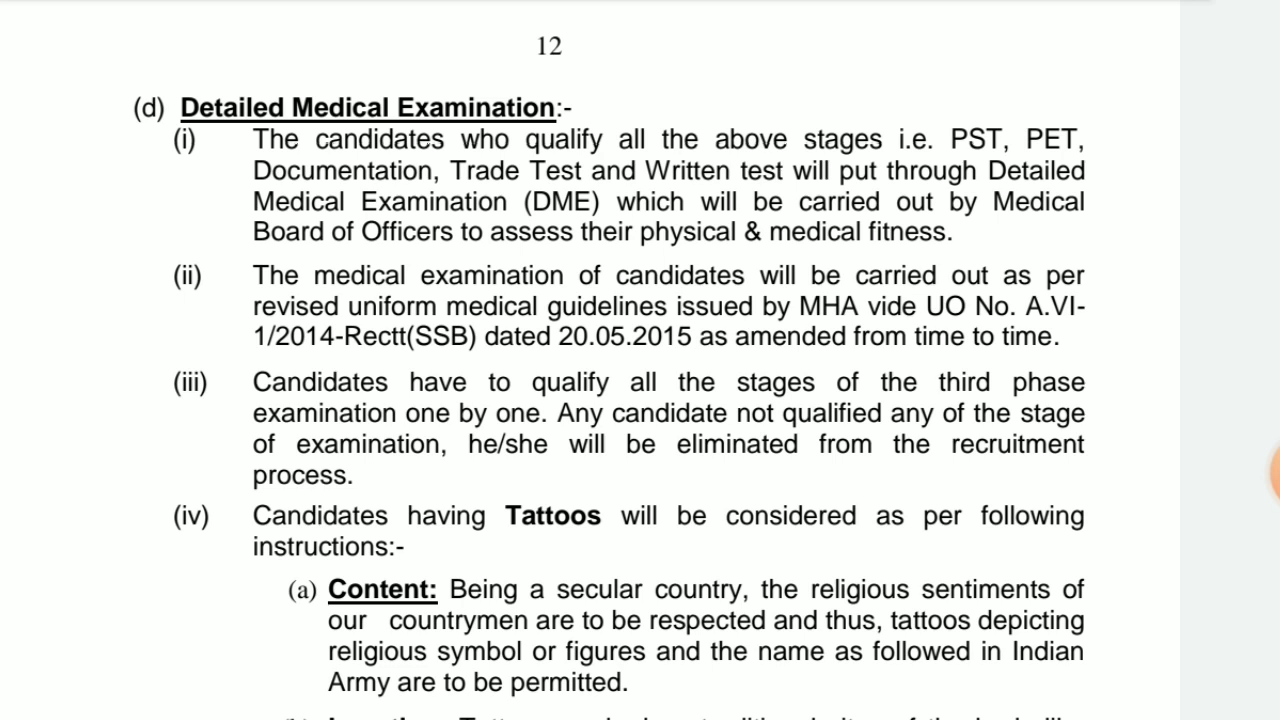 12
(d) Detailed Medical Examination:-
(i) The candidates who qualify all the above stages i.e. PST, PET,
Documentation, Trade Test and Written test will put through Detailed
Medical Examination (DME) which will be carried out by Medical
Board of Officers to assess their physical & medical fitness.
(ii) The medical examination of candidates will be carried out as per
revised uniform medical guidelines issued by MHA vide UO No. A.VI-
1/2014-Rectt(SSB) dated 20.05.2015 as amended from time to time.
(iii) Candidates have to qualify all the stages of the third phase
examination one by one. Any candidate not qualified any of the stage
of examination, he/she will be eliminated from the recruitment
process.
(iv) Candidates having Tattoos will be considered as per following
instructions:-
(a) Content: Being a secular country, the religious sentiments of
our countrymen are to be respected and thus, tattoos depicting
religious symbol or figures and the name as followed in Indian
Army are to be permitted.